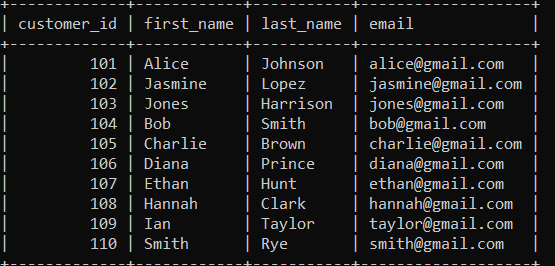 +-------------+------------+-----------+-------------------+
| customer_id | first_name | last_name | email             |
+-------------+------------+-----------+-------------------+
|         101 | Alice      | Johnson   | alice@gmail.com   |
|         102 | Jasmine    | Lopez     | jasmine@gmail.com |
|         103 | Jones      | Harrison  | jones@gmail.com   |
|         104 | Bob        | Smith     | bob@gmail.com     |
|         105 | Charlie    | Brown     | charlie@gmail.com |
|         106 | Diana      | Prince    | diana@gmail.com   |
|         107 | Ethan      | Hunt      | ethan@gmail.com   |
|         108 | Hannah     | Clark     | hannah@gmail.com  |
|         109 | Ian        | Taylor    | taylor@gmail.com  |
|         110 | Smith      | Rye       | smith@gmail.com   |
+-------------+------------+-----------+-------------------+